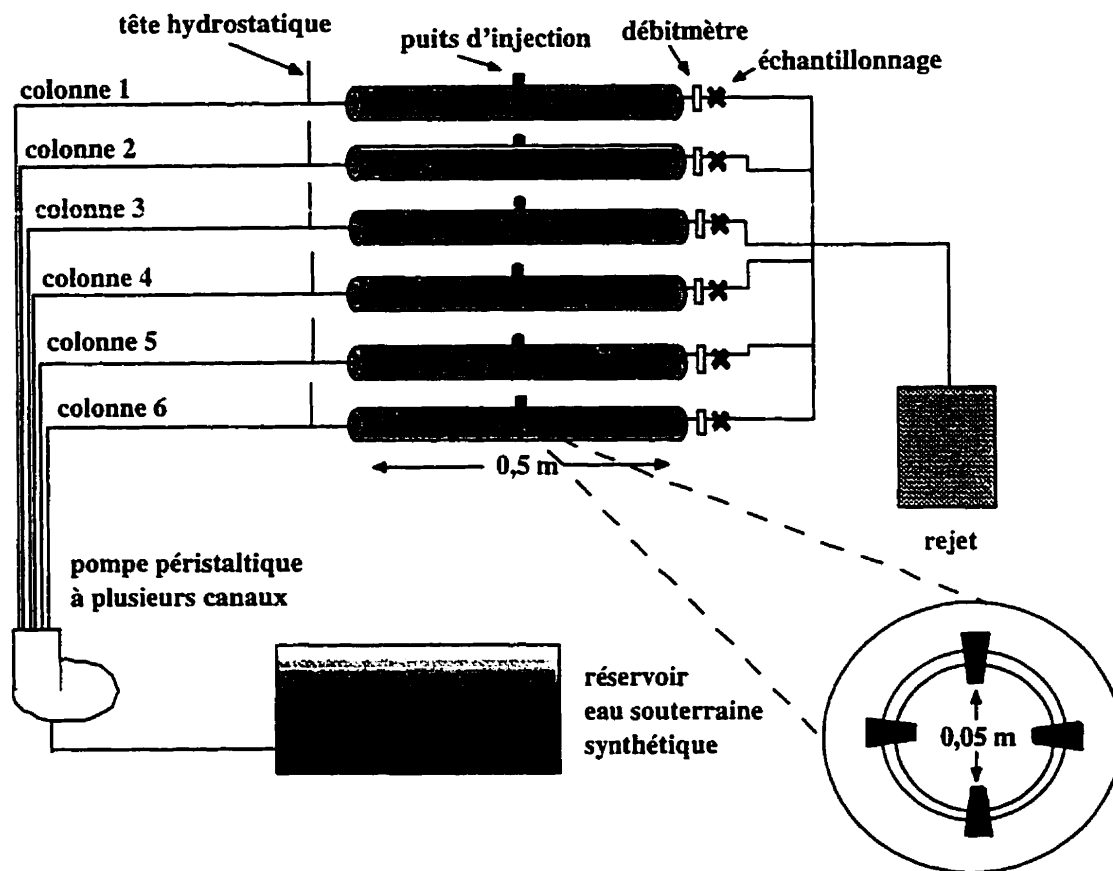 tête hydrostatique
puits d'injection
débitmètre
échantillonnage
colonne 1
colonne 2
colonne 3
colonne 4
colonne 5
colonne 6
0,5 m
rejet
pompe péristaltique
à plusieurs canaux
réservoir
eau souterraine
synthétique
0,05 m